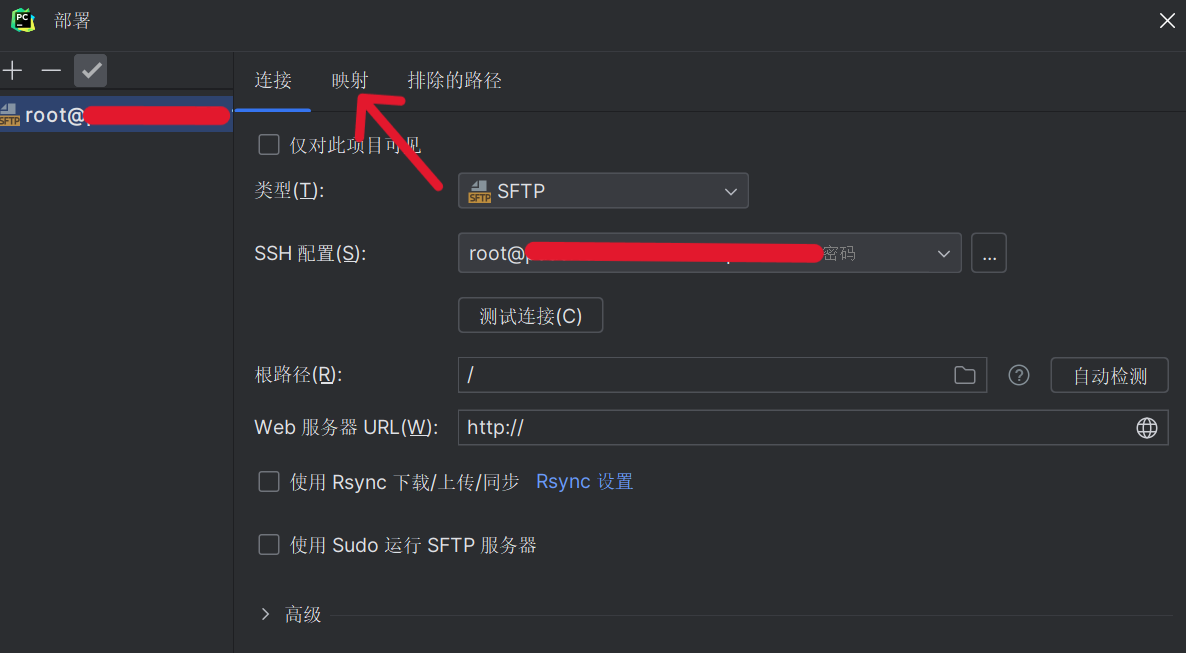 PC 部署
连接 映射 排除的路径
SFTP root@
仅对此项目可见
类型(T): SFTP SFTP
SSH 配置(S): root@ 密码 ...
测试连接(C)
根路径(R): / ? 自动检测
Web 服务器 URL(W): http://
使用 Rsync 下载/上传/同步 Rsync 设置
使用 Sudo 运行 SFTP 服务器
高级